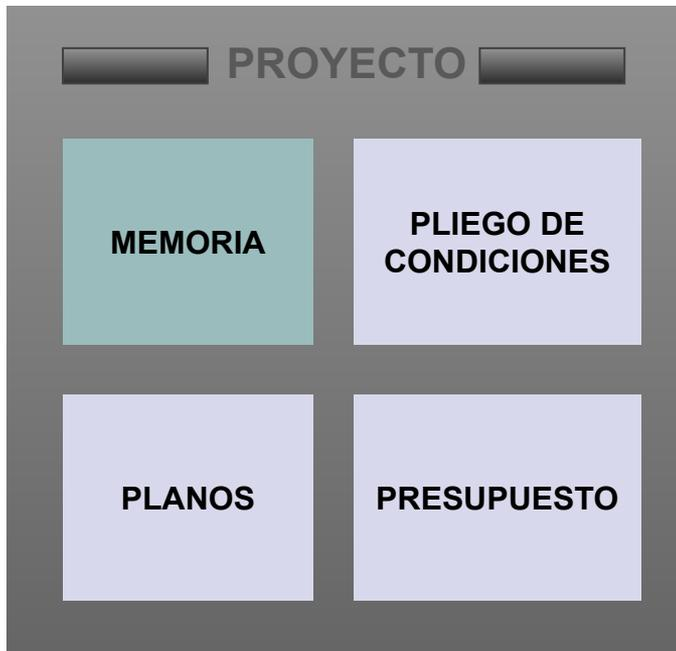 PROYECTO
MEMORIA
PLIEGO DE
CONDICIONES
PLANOS
PRESUPUESTO